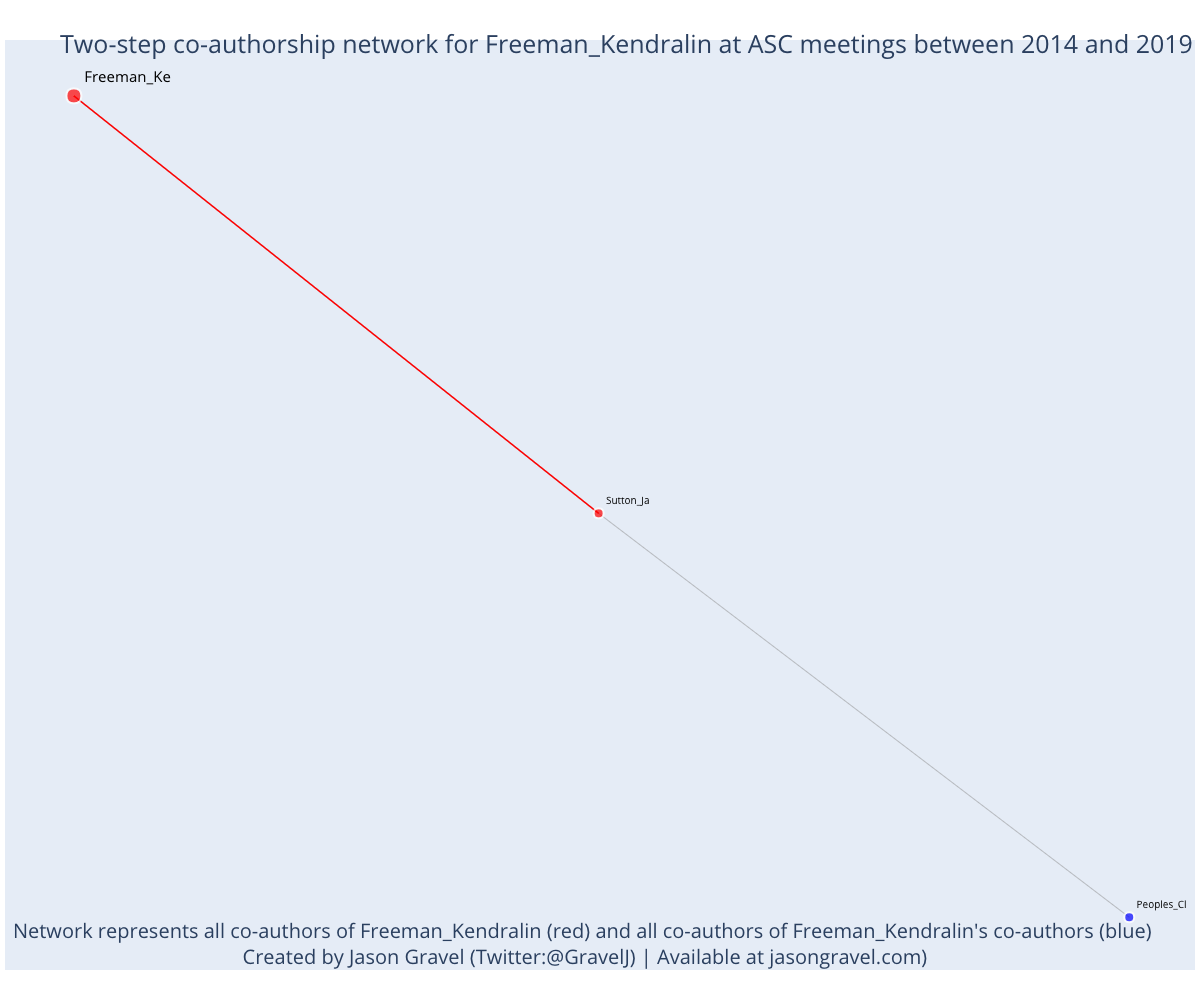 Two-step co-authorship network for Freeman_Kendralin at ASC meetings between 2014 and 2019
Freeman_Ke
Sutton_Ja
Peoples_Cl
Network represents all co-authors of Freeman_Kendralin (red) and all co-authors of Freeman_Kendralin's co-authors (blue)
Created by Jason Gravel (Twitter:@GravelJ) | Available at jasongravel.com)